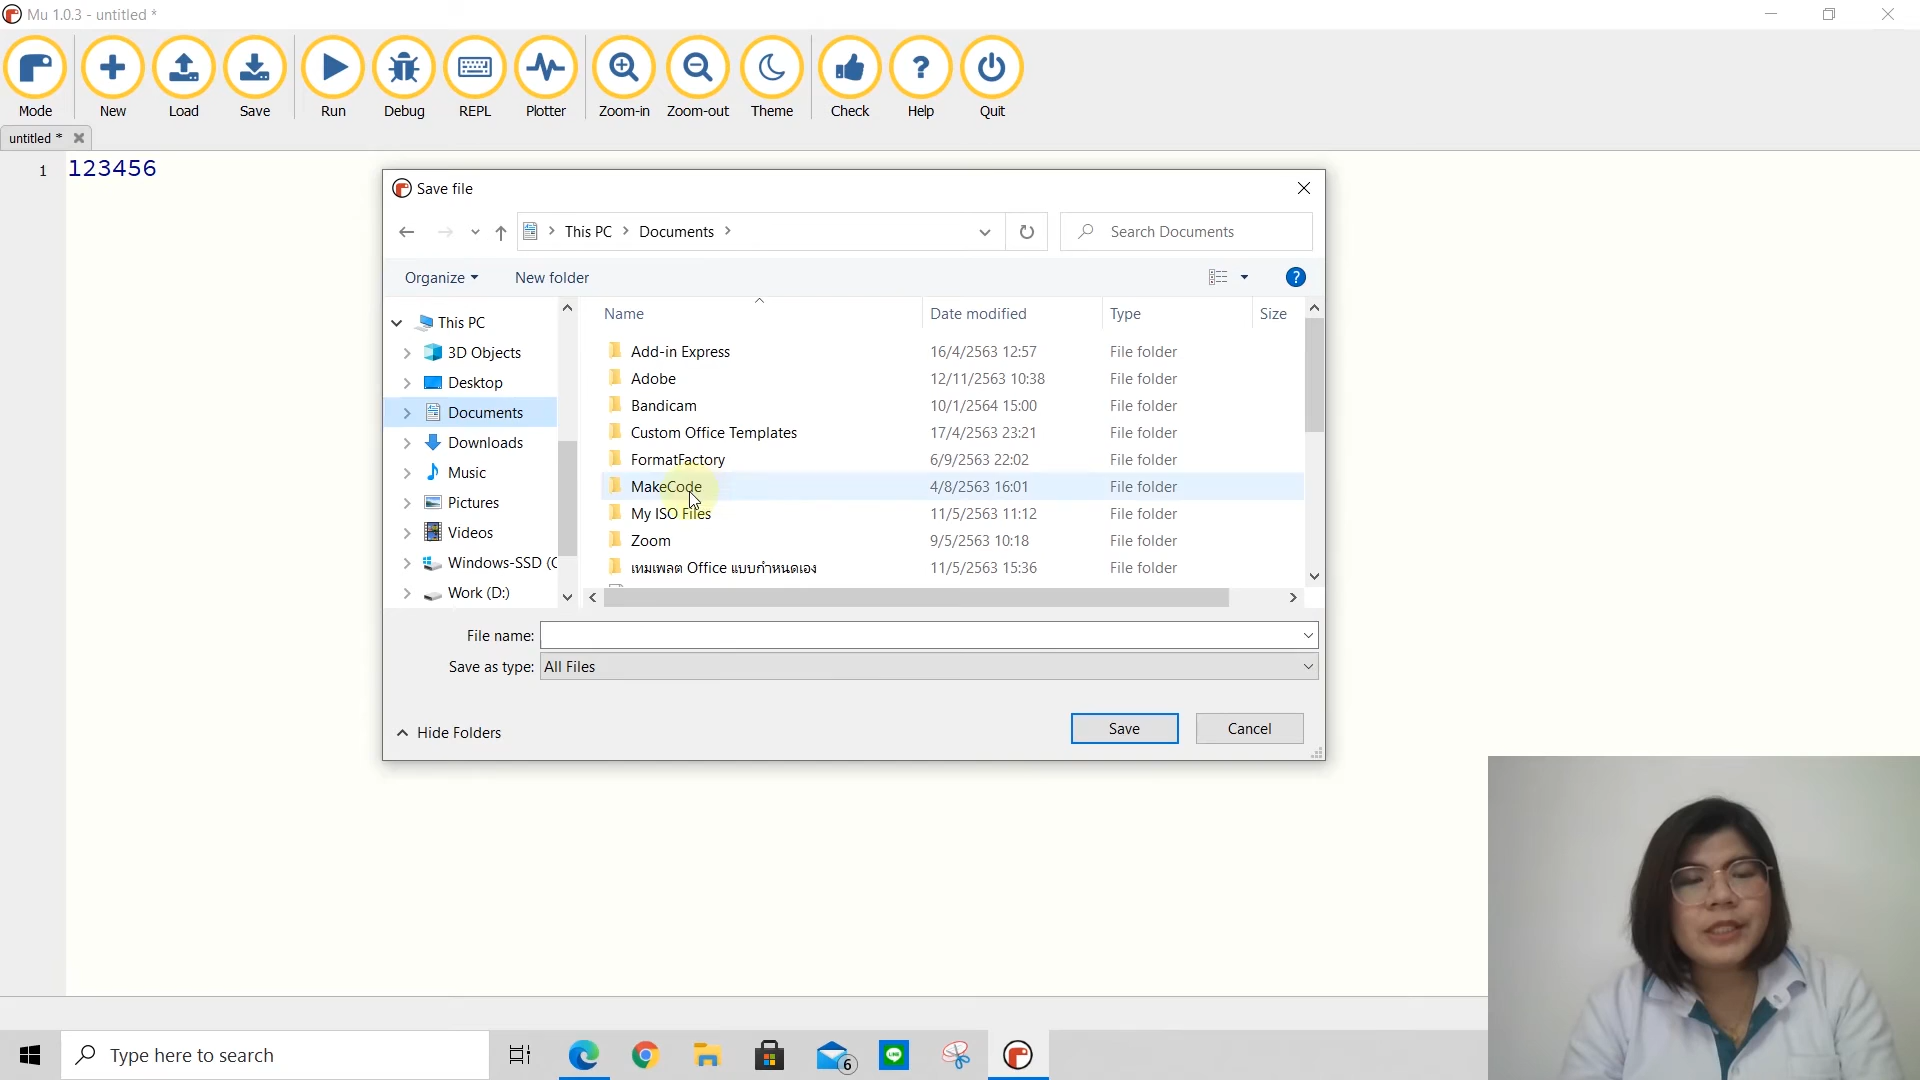 Mu 1.0.3 - untitled *
Mode New Load Save Run Debug REPL Plotter Zoom-in Zoom-out Theme Check Help Quit
untitled *
1 123456
Save file
This PC Documents
Search Documents
Organize New folder
Name Date modified Type Size
This PC
3D Objects
Desktop
Documents
Downloads
Music
Pictures
Videos
Windows-SSD (C
Work (D:)
Add-in Express 16/4/2563 12:57 File folder
Adobe 12/11/2563 10:38 File folder
Bandicam 10/1/2564 15:00 File folder
Custom Office Templates 17/4/2563 23:21 File folder
FormatFactory 6/9/2563 22:02 File folder
MakeCode 4/8/2563 16:01 File folder
My ISO Files 11/5/2563 11:12 File folder
Zoom 9/5/2563 10:18 File folder
เทมเพลต Office แบบกำหนดเอง 11/5/2563 15:36 File folder
File name:
Save as type: All Files
Hide Folders
Save Cancel
Type here to search
6
LINE